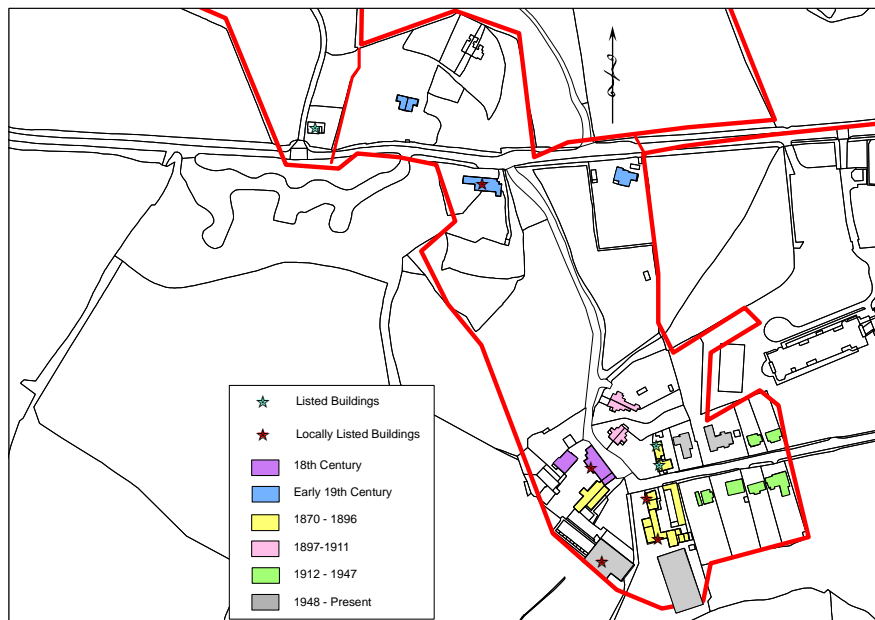 Listed Buildings
Locally Listed Buildings
18th Century
Early 19th Century
1870 - 1896
1897-1911
1912 - 1947
1948 - Present